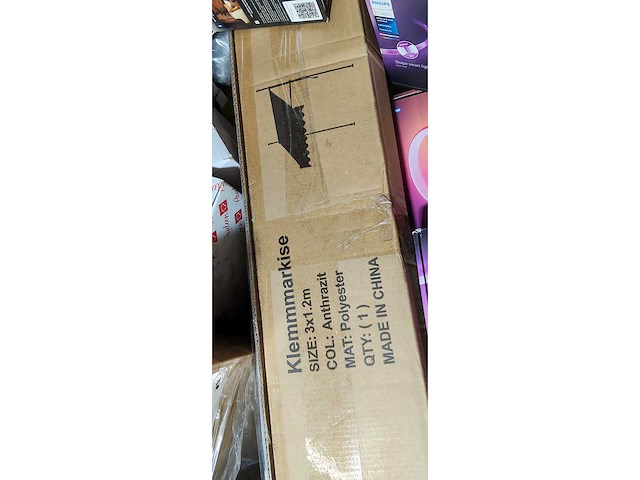 PHILIPS
Klemmmarkise
SIZE: 3x1.2m
COL: Anthrazit
MAT: Polyester
QTY: ( 1 )
MADE IN CHINA